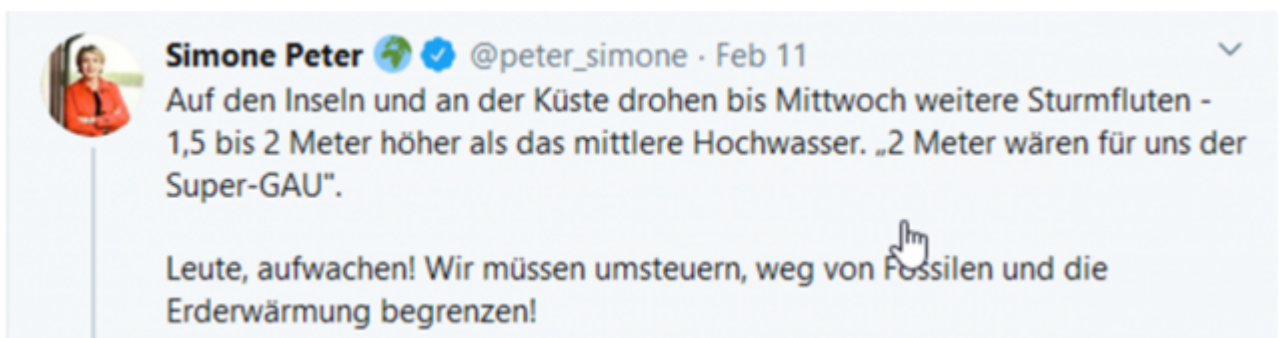 Simone Peter @peter_simone · Feb 11
Auf den Inseln und an der Küste drohen bis Mittwoch weitere Sturmfluten -
1,5 bis 2 Meter höher als das mittlere Hochwasser. „2 Meter wären für uns der
Super-GAU".
Leute, aufwachen! Wir müssen umsteuern, weg von Fossilen und die
Erderwärmung begrenzen!